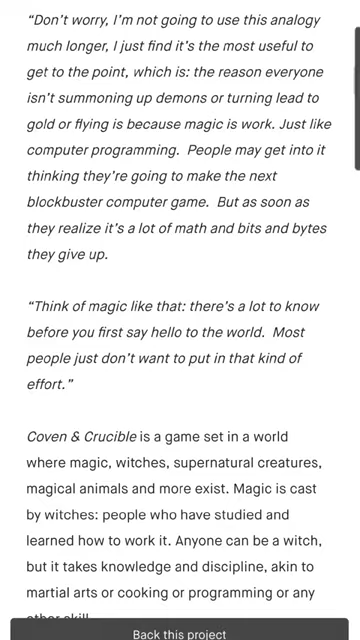 “Don’t worry, I’m not going to use this analogy
much longer, I just find it’s the most useful to
get to the point, which is: the reason everyone
isn’t summoning up demons or turning lead to
gold or flying is because magic is work. Just like
computer programming.  People may get into it
thinking they’re going to make the next
blockbuster computer game.  But as soon as
they realize it’s a lot of math and bits and bytes
they give up.
“Think of magic like that: there’s a lot to know
before you first say hello to the world.  Most
people just don’t want to put in that kind of
effort.”
Coven & Crucible is a game set in a world
where magic, witches, supernatural creatures,
magical animals and more exist. Magic is cast
by witches: people who have studied and
learned how to work it. Anyone can be a witch,
but it takes knowledge and discipline, akin to
martial arts or cooking or programming or any
other skill
Back this project